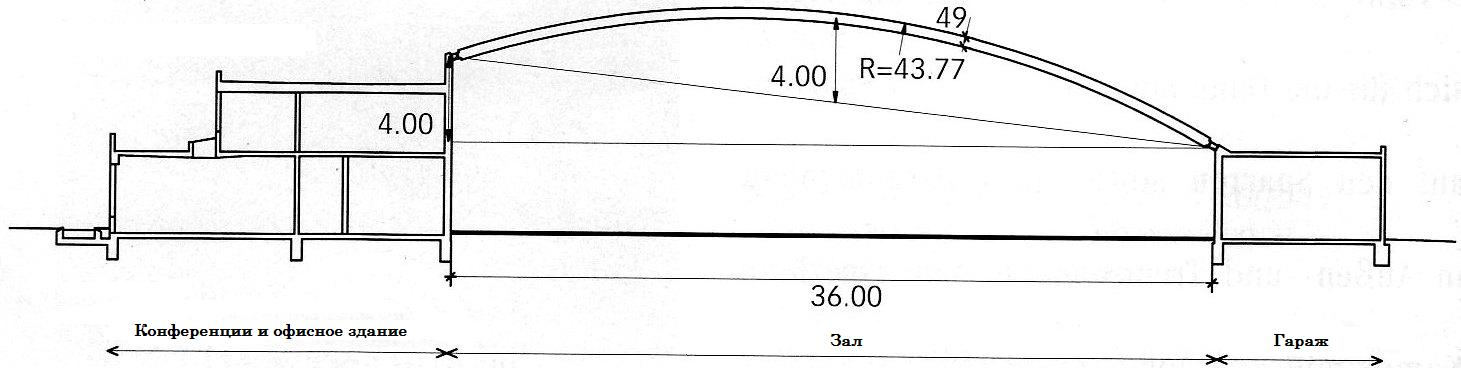 49
4.00
R=43.77
4.00
36.00
Конференции и офисное здание
Зал
Гараж